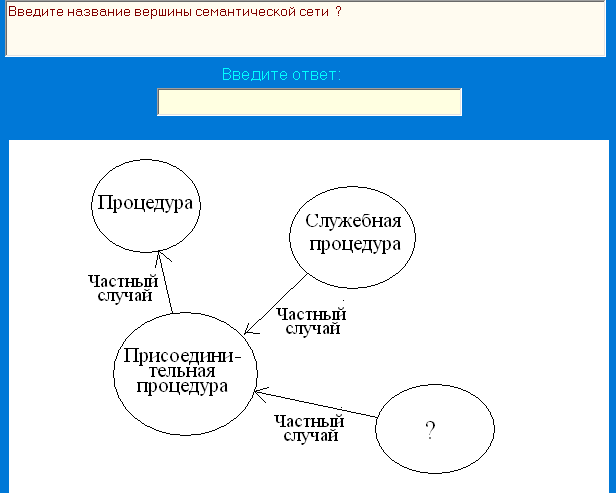 Введите название вершины семантической сети ?
Введите ответ:
Процедура
Служебная
процедура
Частный
случай
Частный
случай
Присоедини-
тельная
процедура
Частный
случай
?